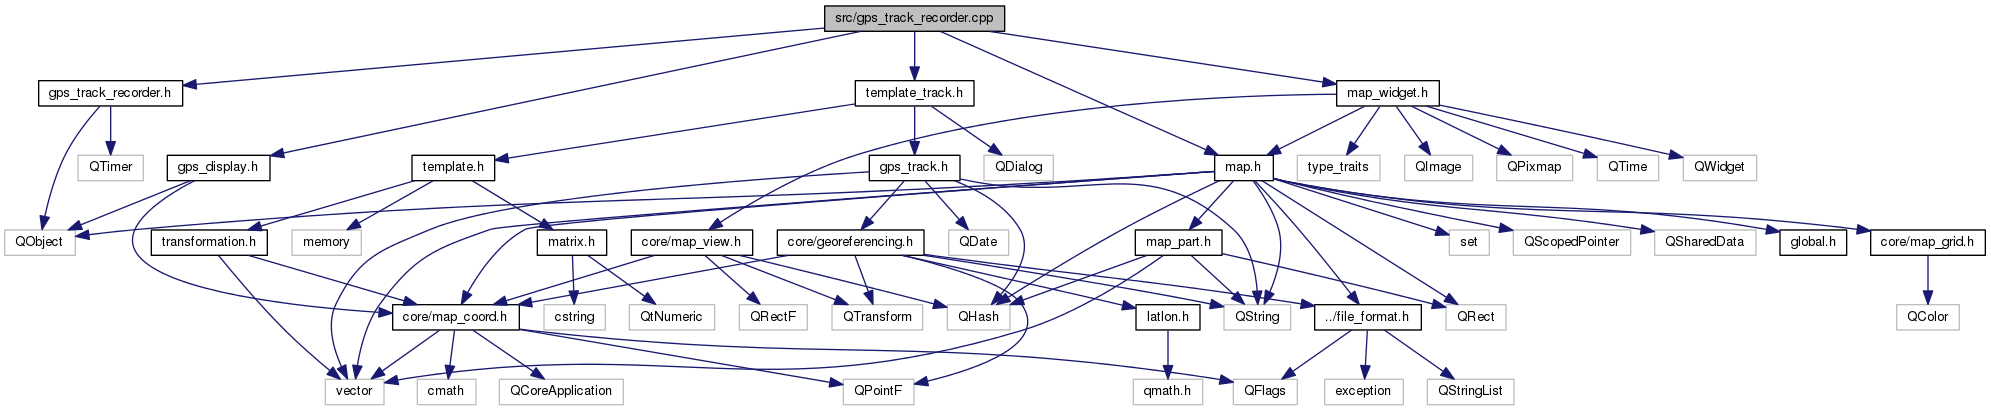 src/gps_track_recorder.cpp
gps_track_recorder.h
template_track.h
map_widget.h
QTimer
gps_display.h
template.h
gps_track.h
QDialog
map.h
type_traits
QImage
QPixmap
QTime
QWidget
QObject
transformation.h
memory
matrix.h
core/map_view.h
core/georeferencing.h
QDate
map_part.h
set
QScopedPointer
QSharedData
global.h
core/map_grid.h
core/map_coord.h
cstring
QtNumeric
QRectF
QTransform
QHash
latlon.h
QString
../file_format.h
QRect
QColor
vector
cmath
QCoreApplication
QPointF
qmath.h
QFlags
exception
QStringList